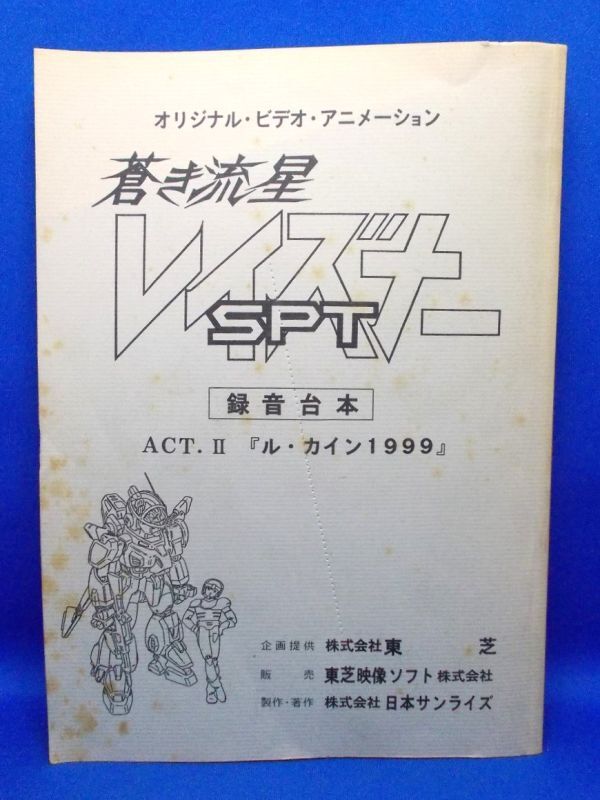 オリジナル・ビデオ・アニメーション
蒼き流星
SPT
レイズナー
録音台本
ACT. II 『ル・カイン1999』
企画提供 株式会社 東芝
販売 東芝映像ソフト 株式会社
製作・著作 株式会社 日本サンライズ